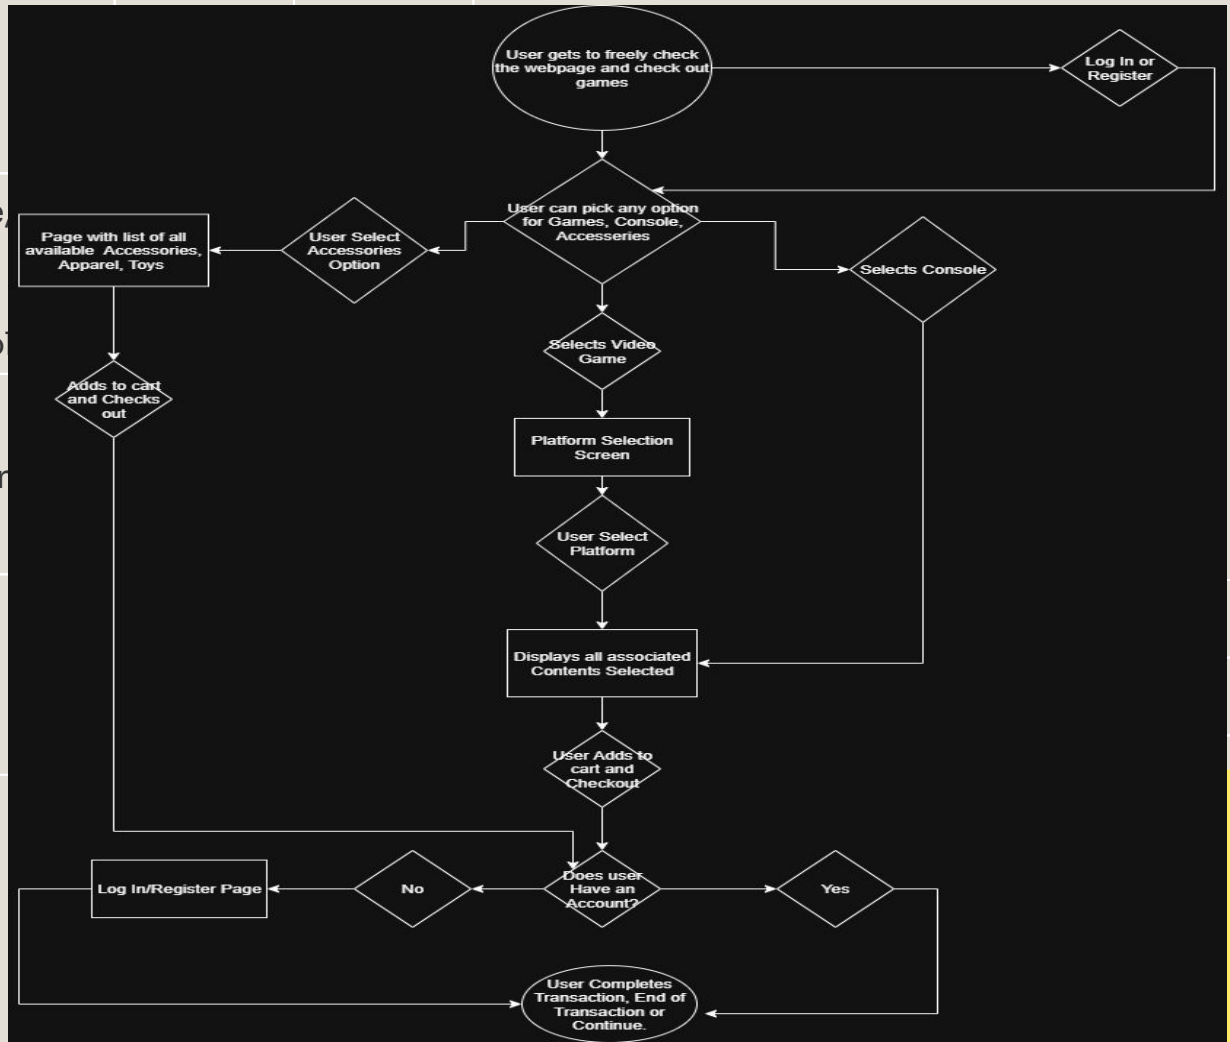 User gets to freely check
the webpage and check out
games
Log In or
Register
User can pick any option
for Games, Console,
Accesseries
User Select
Accessories
Option
Page with list of all
available Accessories,
Apparel, Toys
Selects Console
Selects Video
Game
Adds to cart
and Checks
out
Platform Selection
Screen
User Select
Platform
Displays all associated
Contents Selected
User Adds to
cart and
Checkout
Does user
Have an
Account?
No
Log In/Register Page
Yes
User Completes
Transaction, End of
Transaction or
Continue.